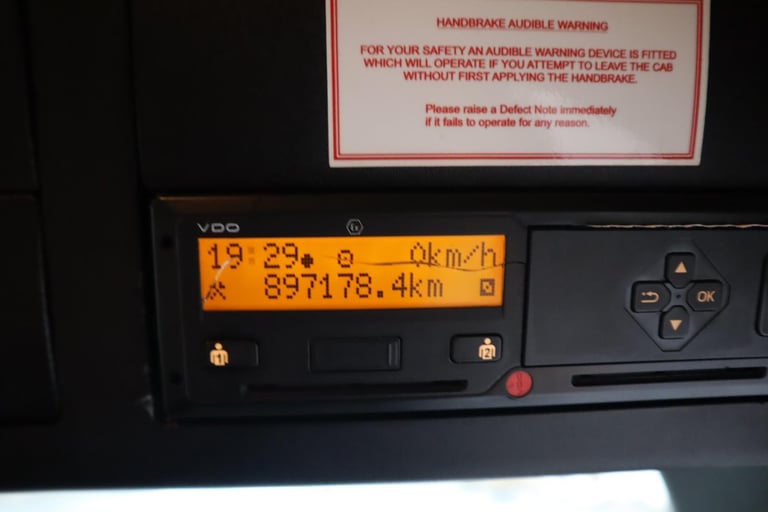 HANDBRAKE AUDIBLE WARNING
FOR YOUR SAFETY AN AUDIBLE WARNING DEVICE IS FITTED
WHICH WILL OPERATE IF YOU ATTEMPT TO LEAVE THE CAB
WITHOUT FIRST APPLYING THE HANDBRAKE.
Please raise a Defect Note immediately
if it fails to operate for any reason.
VDO
19:29 0km/h
897178.4km
OK
1
2